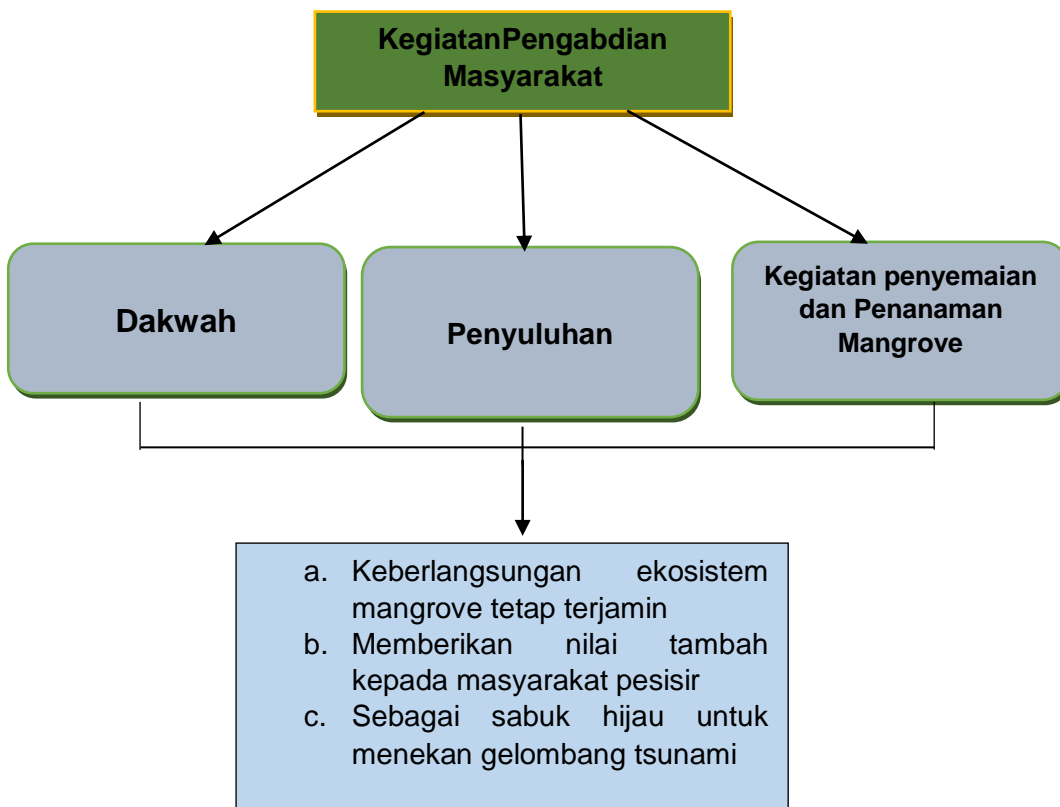 KegiatanPengabdian
Masyarakat
Dakwah
Penyuluhan
Kegiatan penyemaian
dan Penanaman
Mangrove
a. Keberlangsungan ekosistem
mangrove tetap terjamin
b. Memberikan nilai tambah
kepada masyarakat pesisir
c. Sebagai sabuk hijau untuk
menekan gelombang tsunami